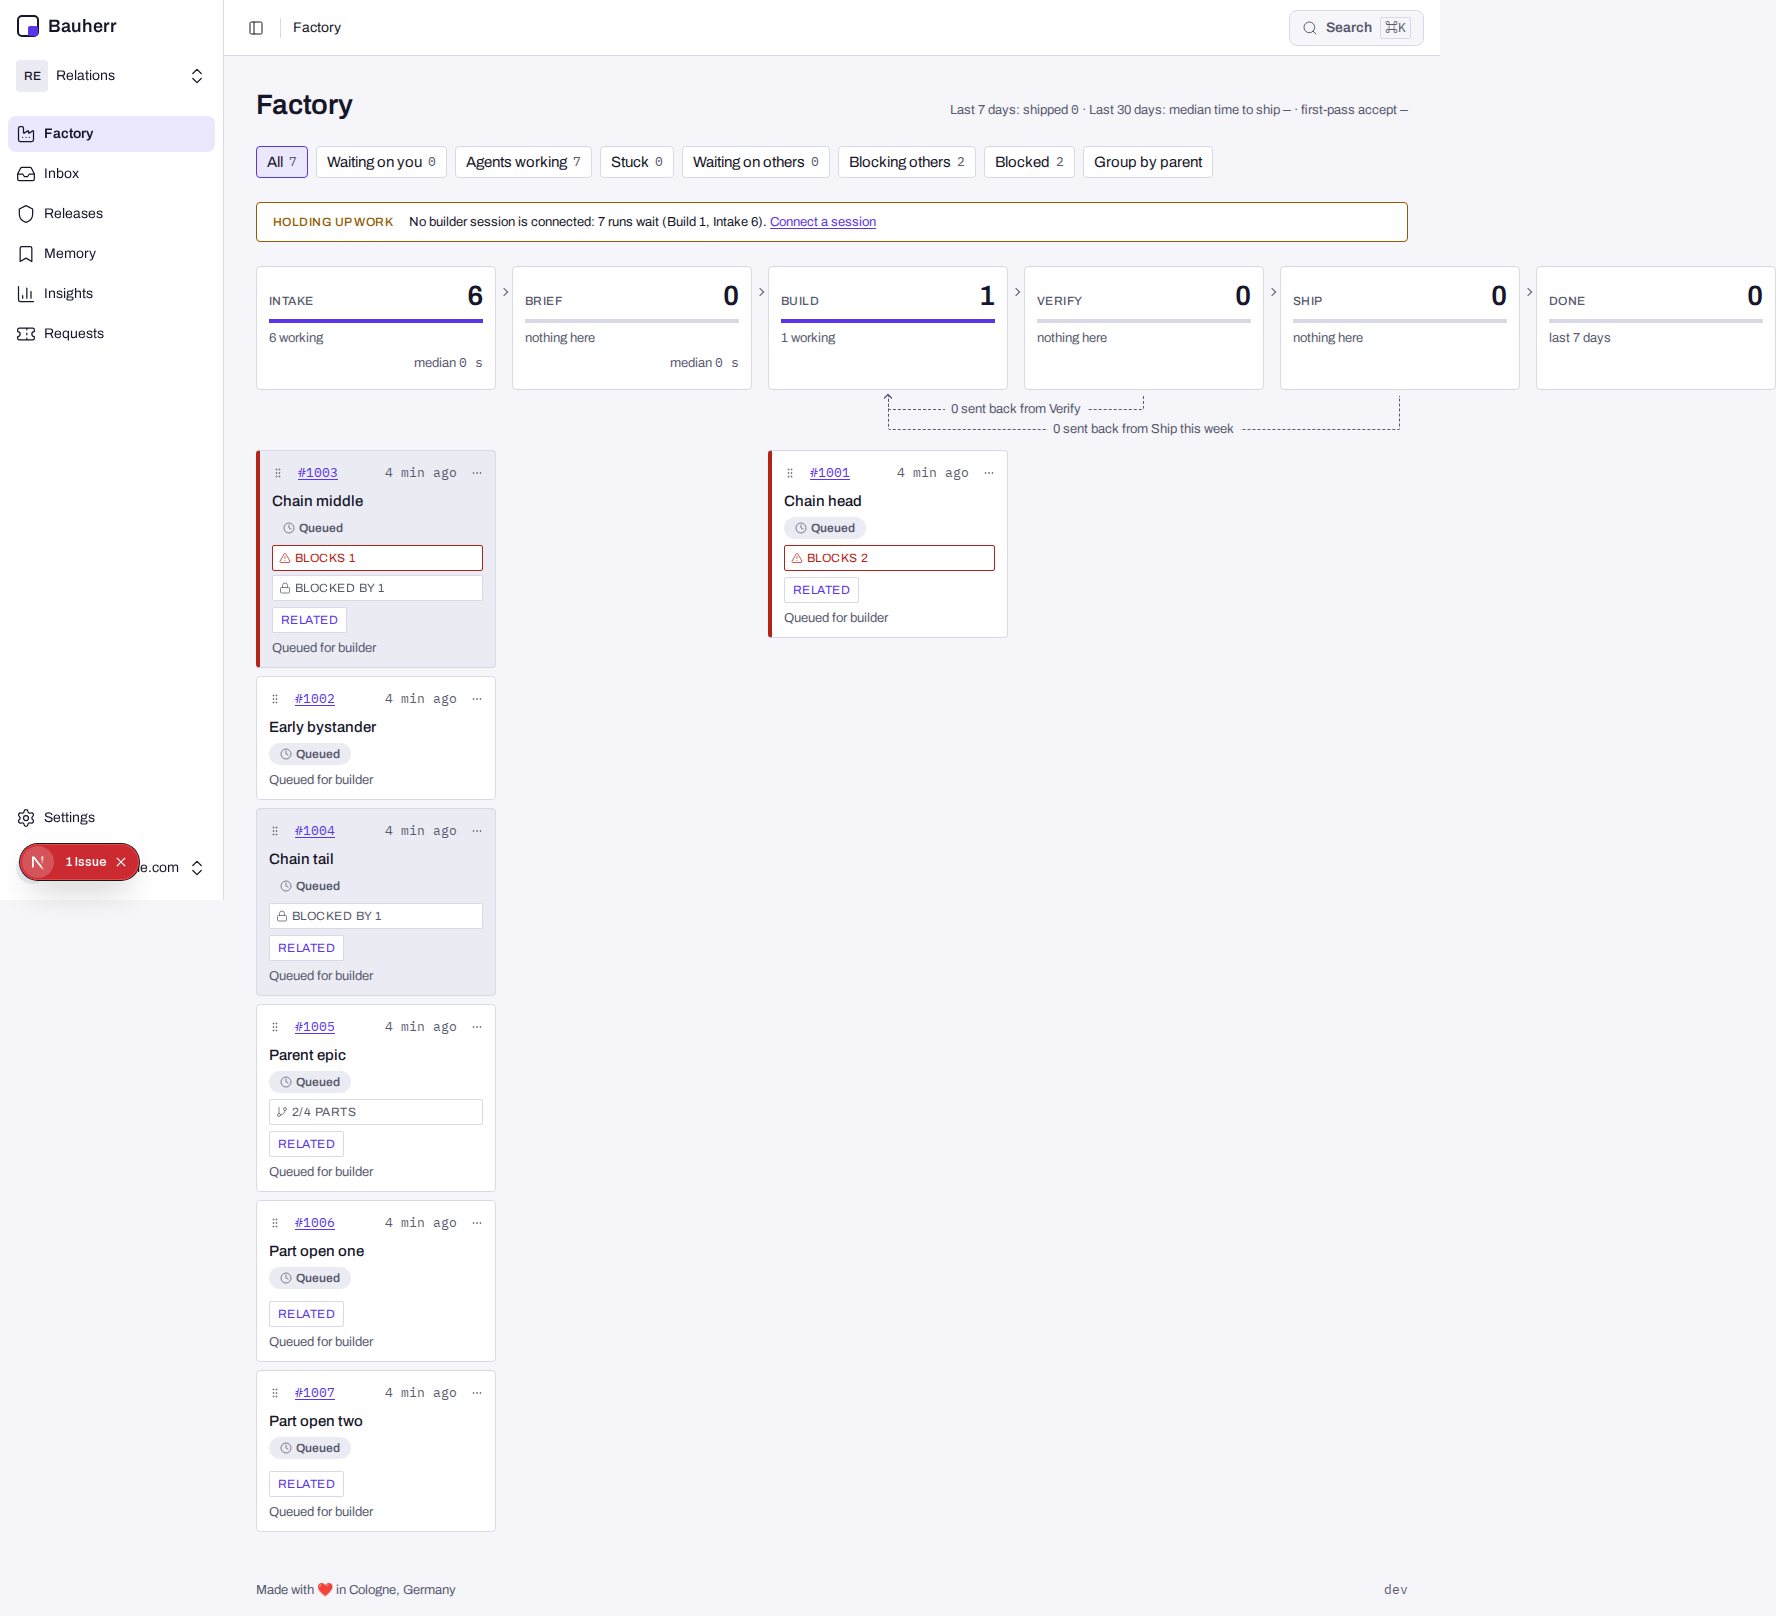 Bauherr
RE Relations
Factory
Inbox
Releases
Memory
Insights
Requests
Settings
1 Issue
le.com
Factory
Search ⌘K
Factory
Last 7 days: shipped 0 · Last 30 days: median time to ship – · first-pass accept –
All 7
Waiting on you 0
Agents working 7
Stuck 0
Waiting on others 0
Blocking others 2
Blocked 2
Group by parent
HOLDING UP WORK No builder session is connected: 7 runs wait (Build 1, Intake 6). Connect a session
INTAKE 6
6 working
median 0 s
BRIEF 0
nothing here
median 0 s
BUILD 1
1 working
VERIFY 0
nothing here
SHIP 0
nothing here
DONE 0
last 7 days
0 sent back from Verify
0 sent back from Ship this week
#1003 4 min ago ···
Chain middle
Queued
BLOCKS 1
BLOCKED BY 1
RELATED
Queued for builder
#1002 4 min ago ···
Early bystander
Queued
Queued for builder
#1004 4 min ago ···
Chain tail
Queued
BLOCKED BY 1
RELATED
Queued for builder
#1005 4 min ago ···
Parent epic
Queued
2/4 PARTS
RELATED
Queued for builder
#1006 4 min ago ···
Part open one
Queued
RELATED
Queued for builder
#1007 4 min ago ···
Part open two
Queued
RELATED
Queued for builder
#1001 4 min ago ···
Chain head
Queued
BLOCKS 2
RELATED
Queued for builder
Made with ❤️ in Cologne, Germany
dev